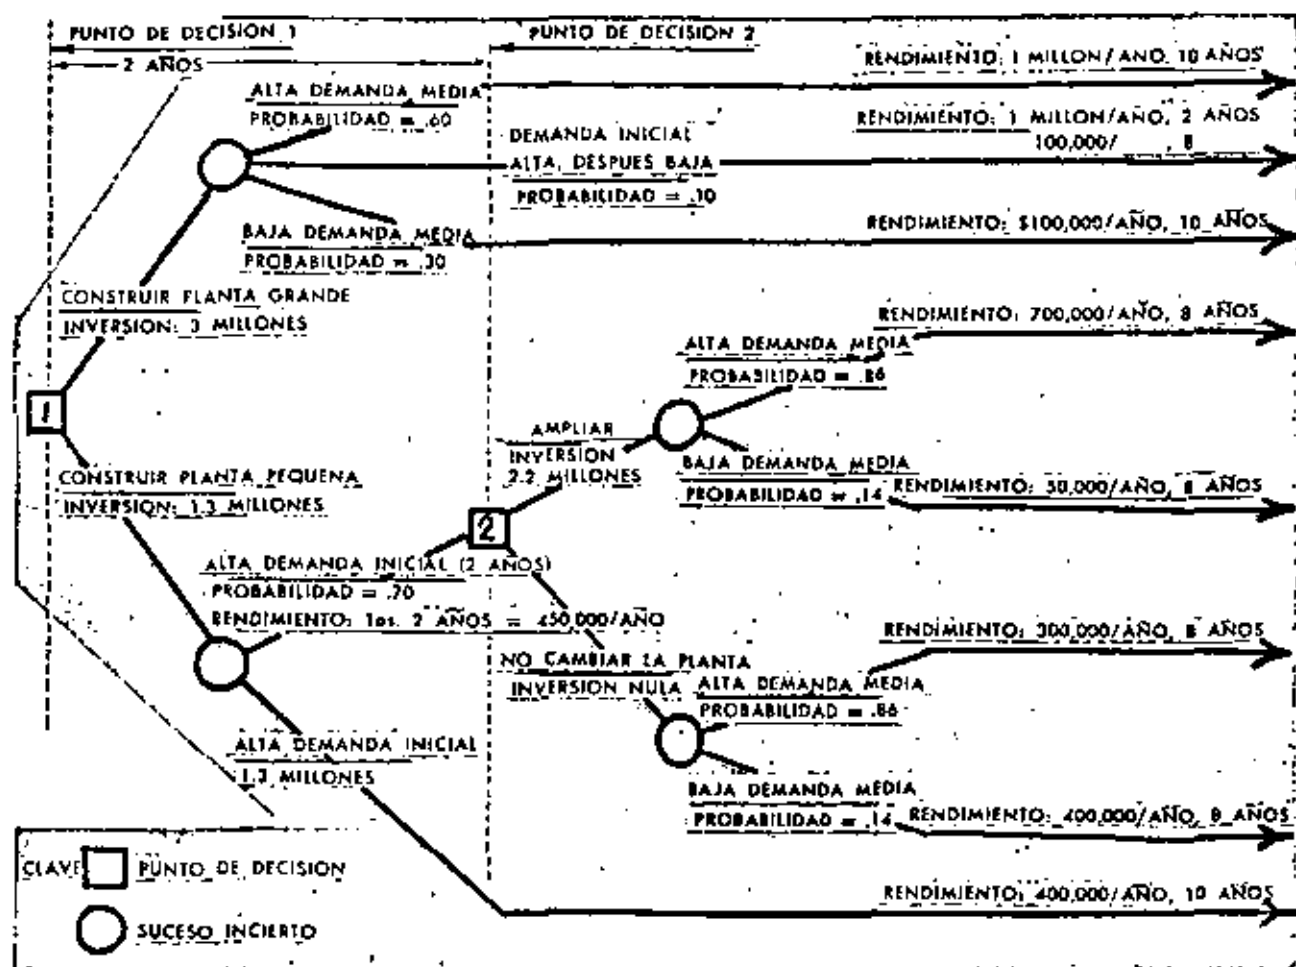 PUNTO DE DECISION 1
PUNTO DE DECISION 2
2 AÑOS
RENDIMIENTO: 1 MILLON/AÑO, 10 AÑOS
ALTA DEMANDA MEDIA
PROBABILIDAD = .60
RENDIMIENTO: 1 MILLON/AÑO, 2 AÑOS
100,000/ , 8
DEMANDA INICIAL
ALTA, DESPUES BAJA
PROBABILIDAD = .10
BAJA DEMANDA MEDIA
PROBABILIDAD = .30
RENDIMIENTO: $100,000/AÑO, 10 AÑOS
CONSTRUIR PLANTA GRANDE
INVERSION: 3 MILLONES
RENDIMIENTO: 700,000/AÑO, 8 AÑOS
ALTA DEMANDA MEDIA
PROBABILIDAD = .86
1
AMPLIAR
INVERSION
2.2 MILLONES
BAJA DEMANDA MEDIA
PROBABILIDAD = .14
RENDIMIENTO: 50,000/AÑO, 8 AÑOS
CONSTRUIR PLANTA PEQUENA
INVERSION: 1.3 MILLONES
2
ALTA DEMANDA INICIAL (2 AÑOS)
PROBABILIDAD = .70
RENDIMIENTO: 1os. 2 AÑOS = 450,000/AÑO
RENDIMIENTO: 300,000/AÑO, 8 AÑOS
NO CAMBIAR LA PLANTA
INVERSION NULA
ALTA DEMANDA MEDIA
PROBABILIDAD = .86
ALTA DEMANDA INICIAL
1.3 MILLONES
BAJA DEMANDA MEDIA
PROBABILIDAD = .14
RENDIMIENTO: 400,000/AÑO, 8 AÑOS
CLAVE
PUNTO DE DECISION
RENDIMIENTO: 400,000/AÑO, 10 AÑOS
SUCESO INCIERTO